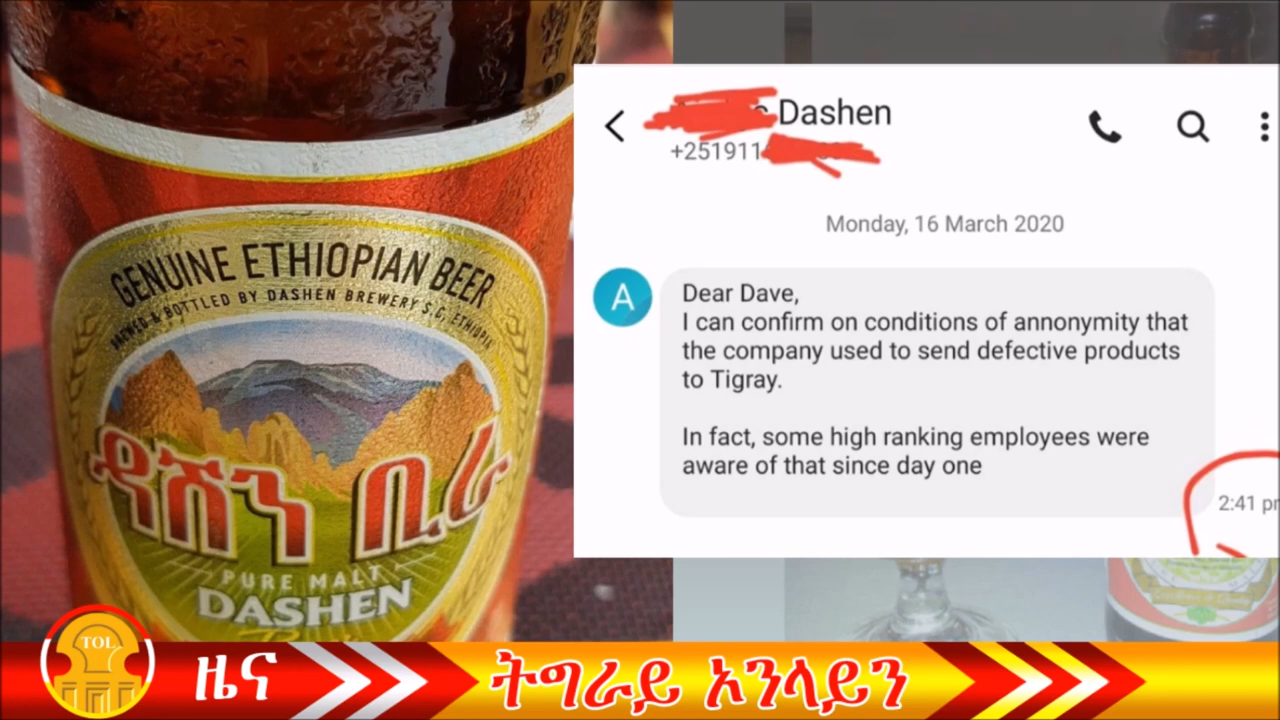 GENUINE ETHIOPIAN BEER
BREWED & BOTTLED BY DASHEN BREWERY S.C. ETHIOPIA
ዳሸን ቢራ
PURE MALT
DASHEN
Dashen
+251911
Monday, 16 March 2020
A
Dear Dave,
I can confirm on conditions of annonymity that
the company used to send defective products
to Tigray.
In fact, some high ranking employees were
aware of that since day one
2:41 pm
TOL
ዜና
ትግራይ ኦንላይን